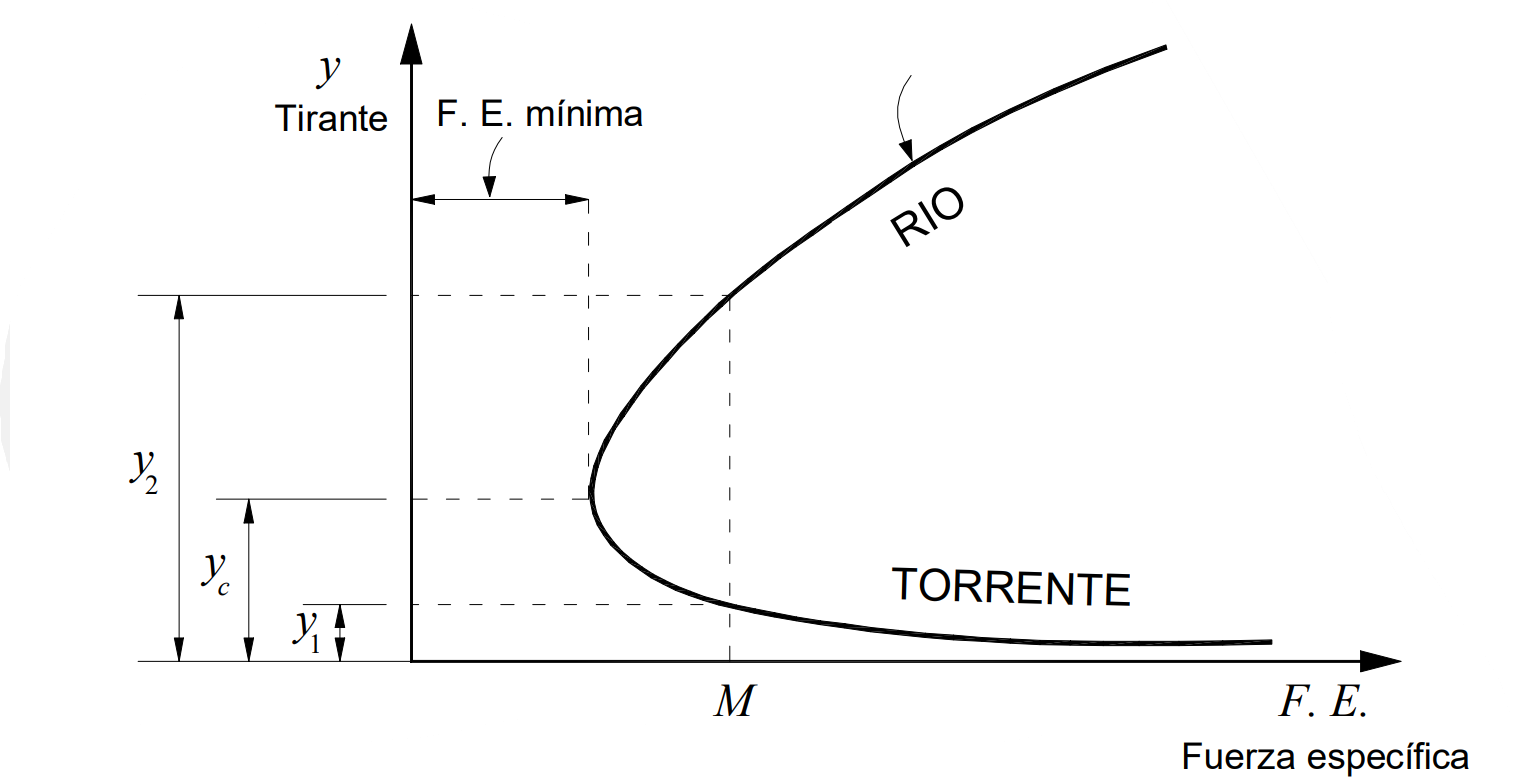 y
Tirante
F. E. mínima
RIO
y2
yc
y1
TORRENTE
M
F. E.
Fuerza específica